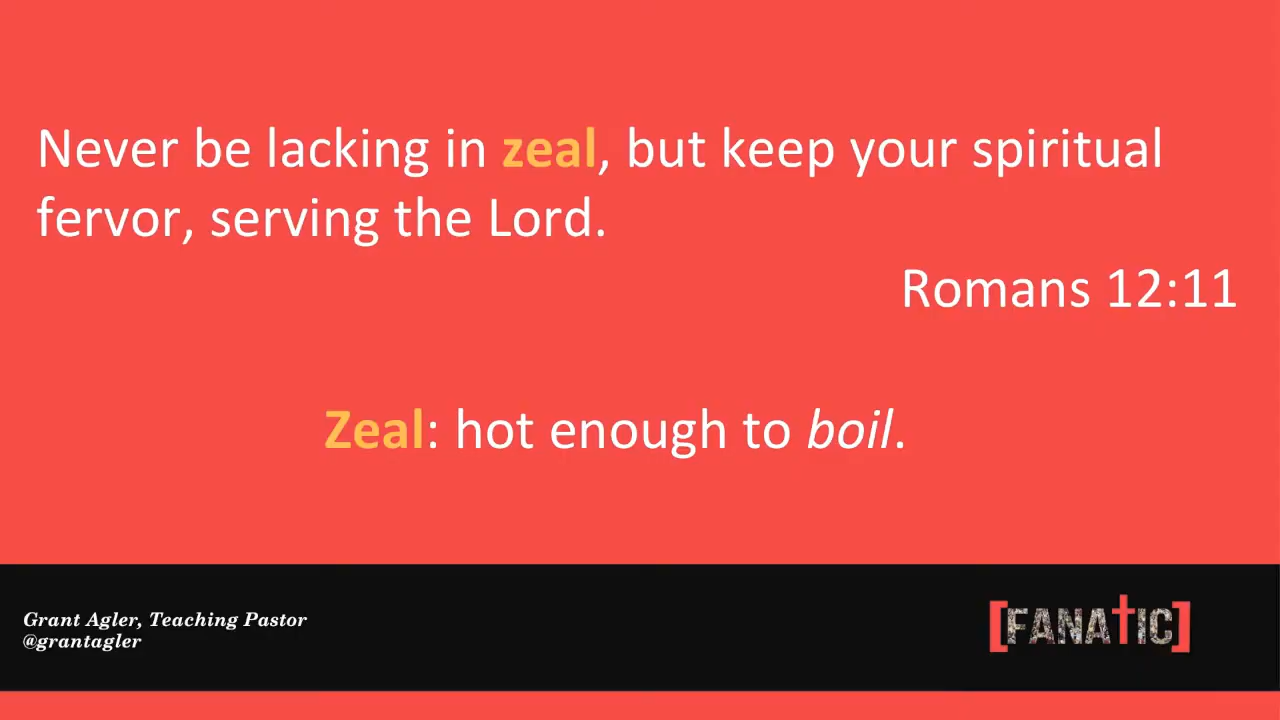 Never be lacking in zeal, but keep your spiritual
fervor, serving the Lord.
Romans 12:11
Zeal: hot enough to boil.
Grant Agler, Teaching Pastor
@grantagler
[FANATIC]